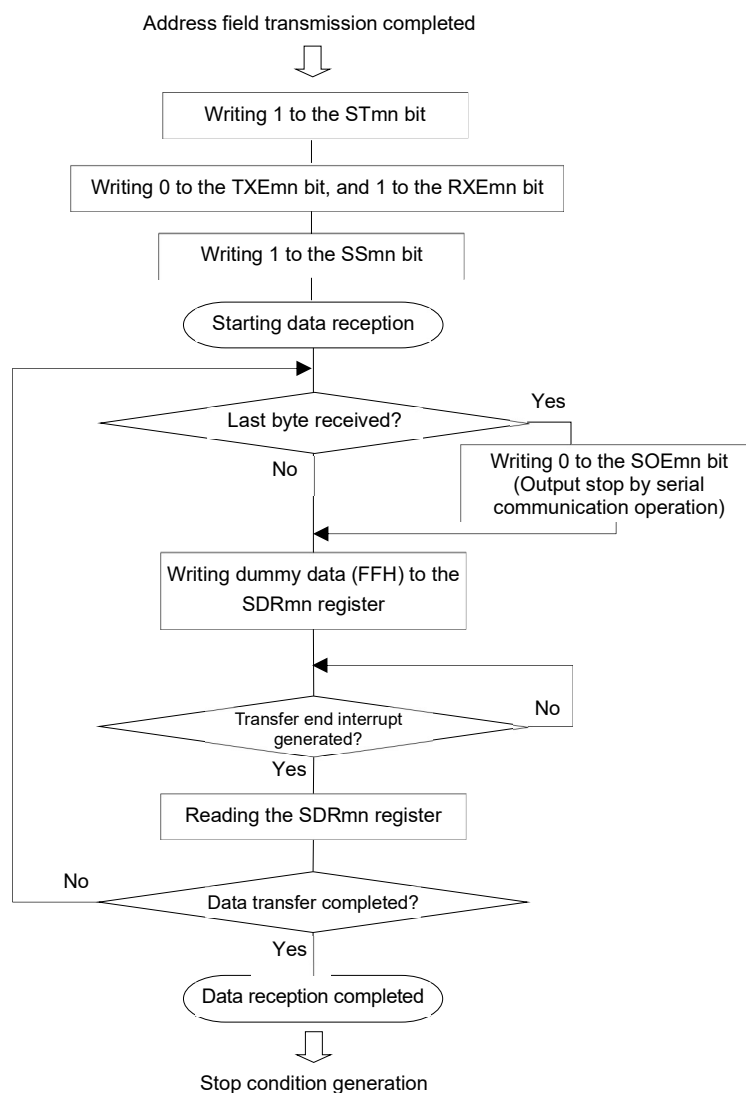 Address field transmission completed
Writing 1 to the STmn bit
Writing 0 to the TXEmn bit, and 1 to the RXEmn bit
Writing 1 to the SSmn bit
Starting data reception
Last byte received?
Yes
No
Writing 0 to the SOEmn bit
(Output stop by serial
communication operation)
Writing dummy data (FFH) to the
SDRmn register
Transfer end interrupt
generated?
No
Yes
Reading the SDRmn register
No
Data transfer completed?
Yes
Data reception completed
Stop condition generation